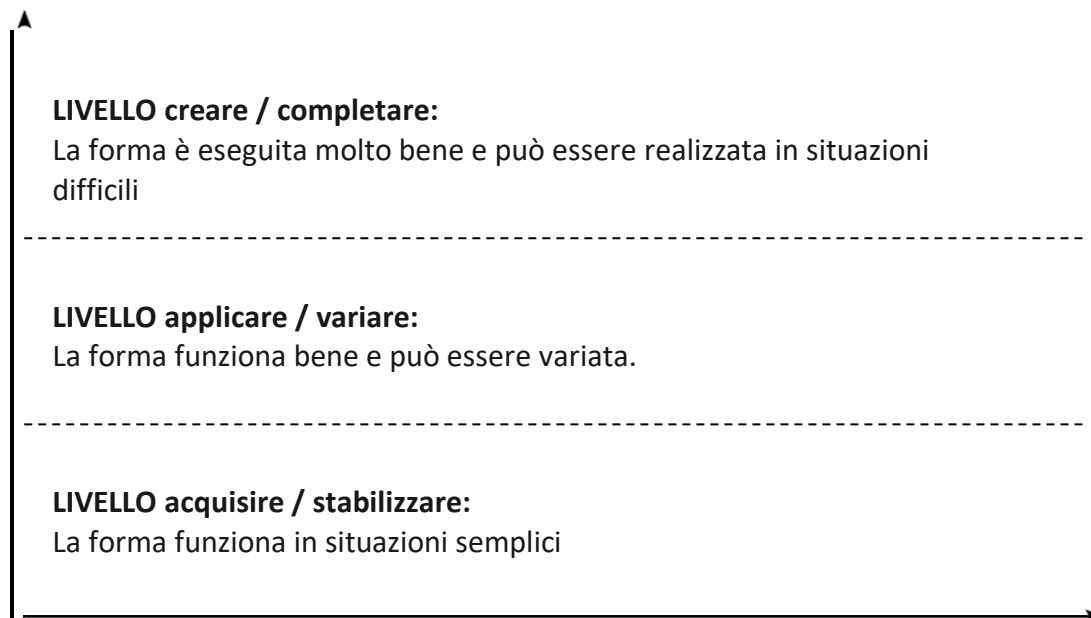 LIVELLO creare / completare:
La forma è eseguita molto bene e può essere realizzata in situazioni
difficili
LIVELLO applicare / variare:
La forma funziona bene e può essere variata.
LIVELLO acquisire / stabilizzare:
La forma funziona in situazioni semplici